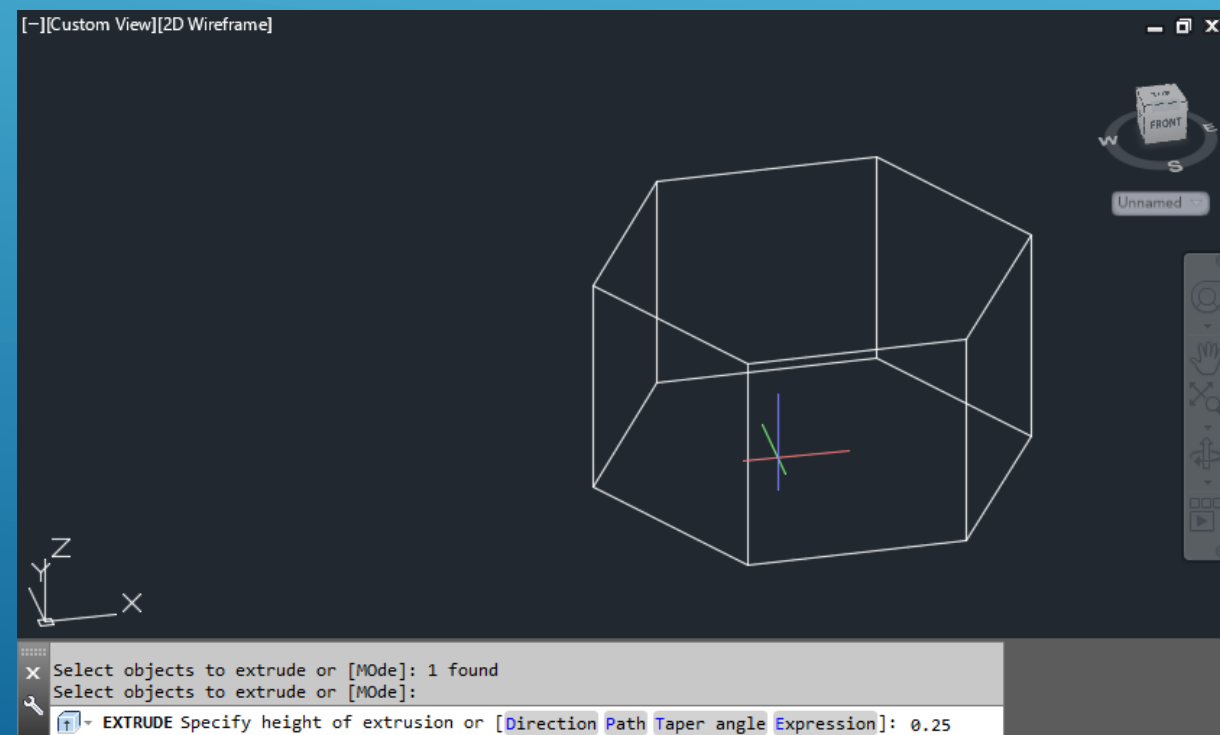 [−][Custom View][2D Wireframe]
TOP
FRONT
W
E
S
Unnamed
Z
Y
X
Select objects to extrude or [MOde]: 1 found
Select objects to extrude or [MOde]:
EXTRUDE Specify height of extrusion or [Direction Path Taper angle Expression]: 0.25